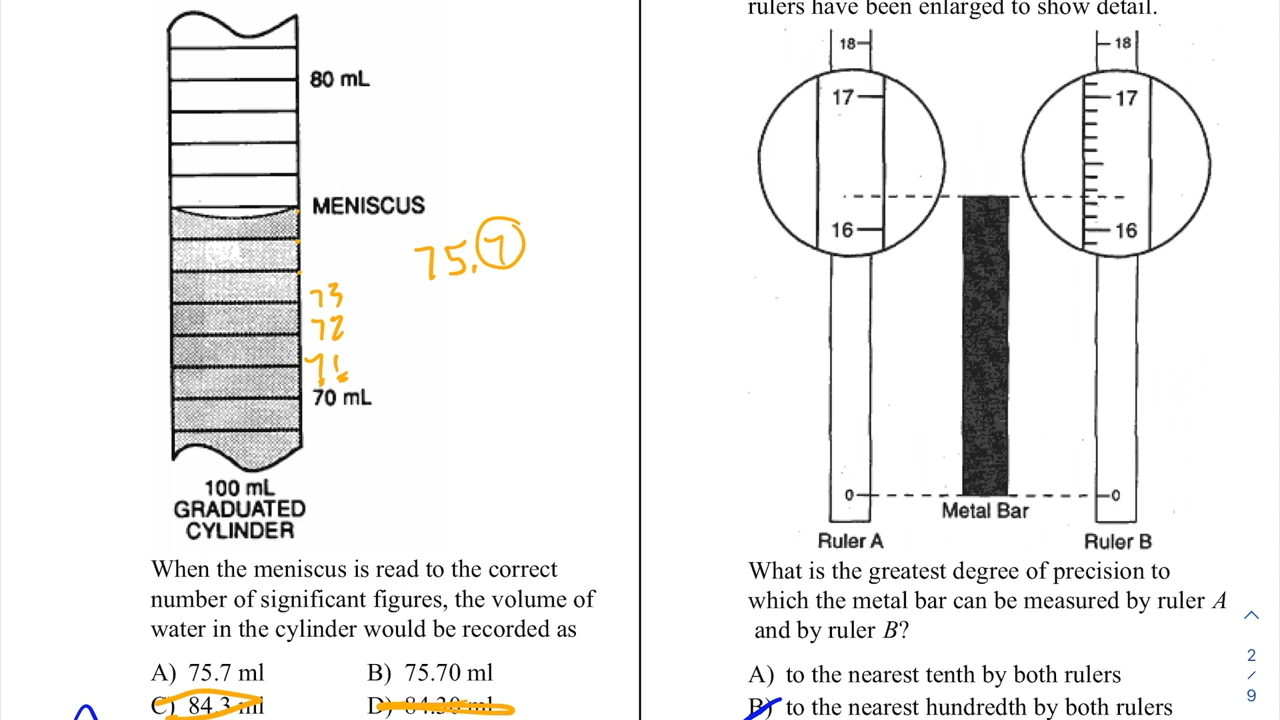 80 mL
MENISCUS
75.7
73
72
71
70 mL
100 mL
GRADUATED
CYLINDER
When the meniscus is read to the correct
number of significant figures, the volume of
water in the cylinder would be recorded as
A) 75.7 ml
B) 75.70 ml
C) 84.3 ml
D) 84.30 ml
rulers have been enlarged to show detail.
18
18
17
17
16
16
0
0
Metal Bar
Ruler A
Ruler B
What is the greatest degree of precision to
which the metal bar can be measured by ruler A
and by ruler B?
A) to the nearest tenth by both rulers
B) to the nearest hundredth by both rulers
2
/
9